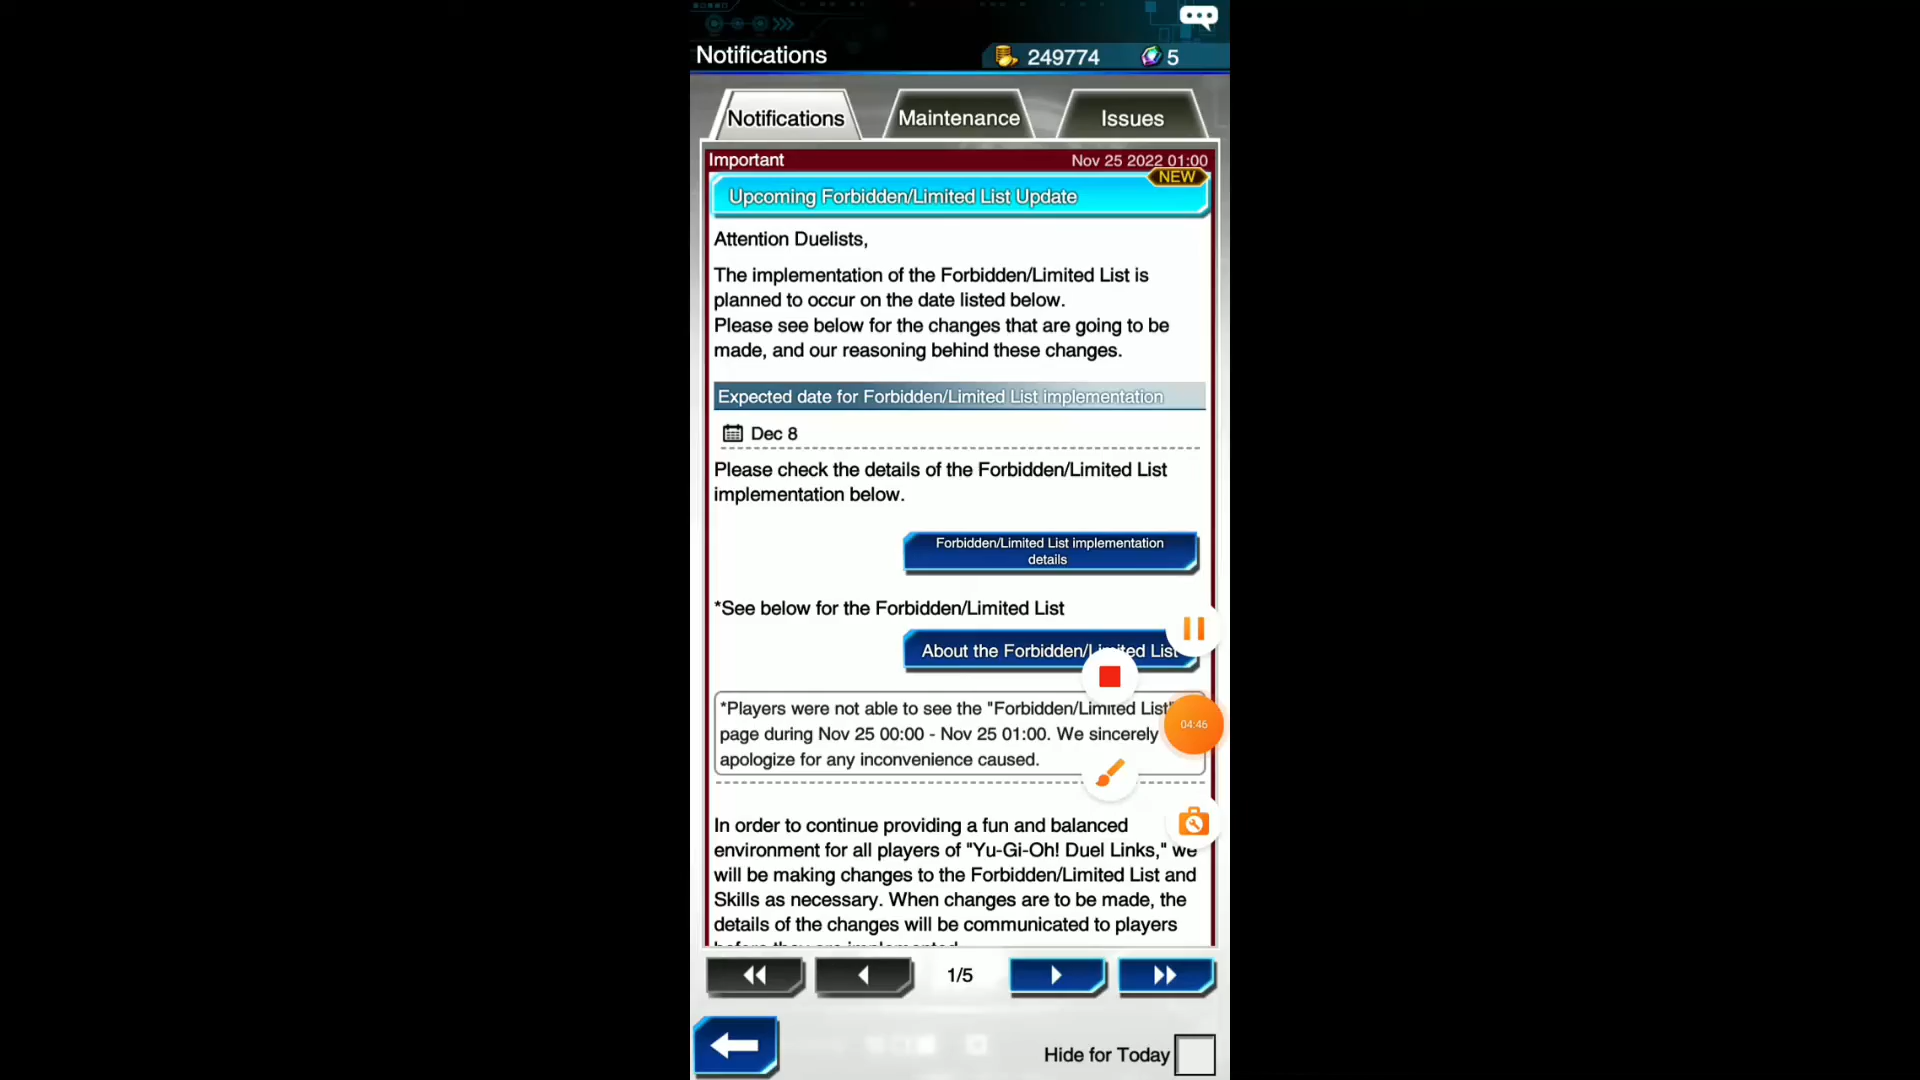 Notifications
249774
5
Notifications
Maintenance
Issues
Important
Nov 25 2022 01:00
NEW
Upcoming Forbidden/Limited List Update
Attention Duelists,
The implementation of the Forbidden/Limited List is
planned to occur on the date listed below.
Please see below for the changes that are going to be
made, and our reasoning behind these changes.
Expected date for Forbidden/Limited List implementation
Dec 8
Please check the details of the Forbidden/Limited List
implementation below.
Forbidden/Limited List implementation
details
*See below for the Forbidden/Limited List
About the Forbidden/Limited List
*Players were not able to see the "Forbidden/Limited List"
page during Nov 25 00:00 - Nov 25 01:00. We sincerely
apologize for any inconvenience caused.
04:46
In order to continue providing a fun and balanced
environment for all players of "Yu-Gi-Oh! Duel Links," we
will be making changes to the Forbidden/Limited List and
Skills as necessary. When changes are to be made, the
details of the changes will be communicated to players
before they are implemented.
1/5
Hide for Today